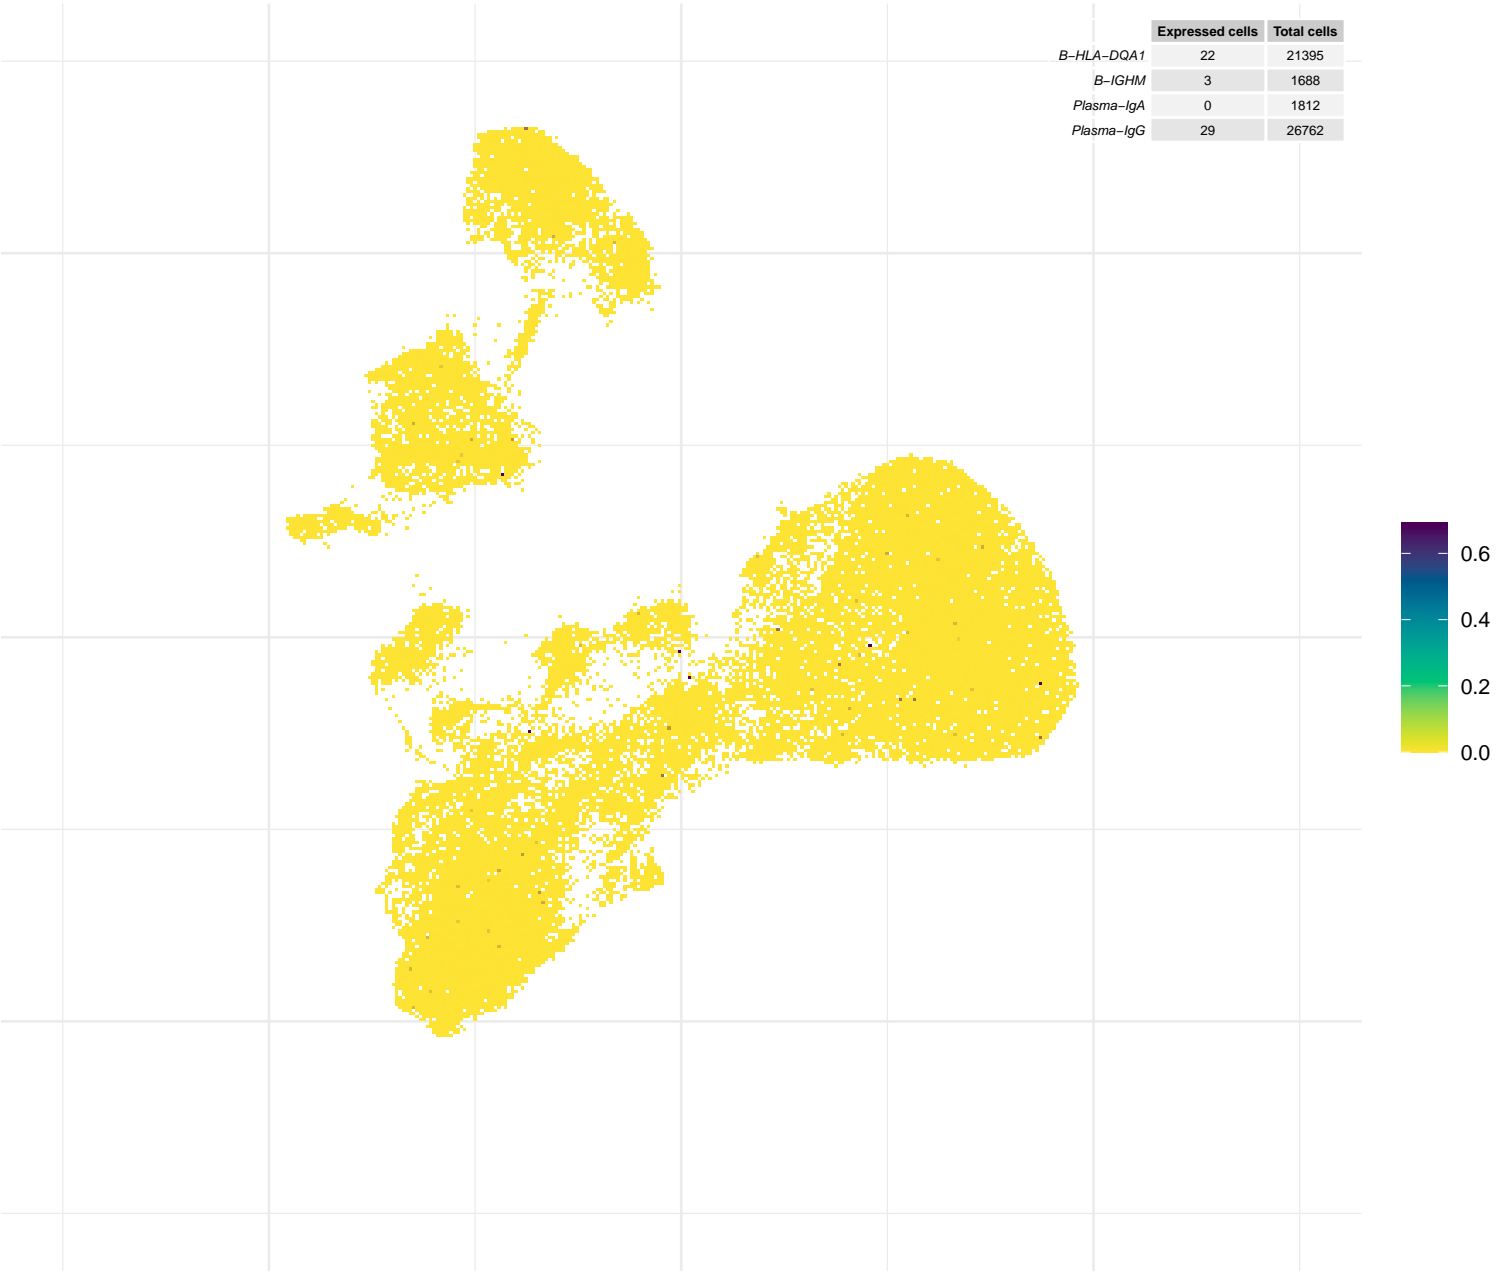 Expressed cells Total cells
B−HLA−DQA1 22 21395
B−IGHM 3 1688
Plasma−IgA 0 1812
Plasma−IgG 29 26762
0.6
0.4
0.2
0.0